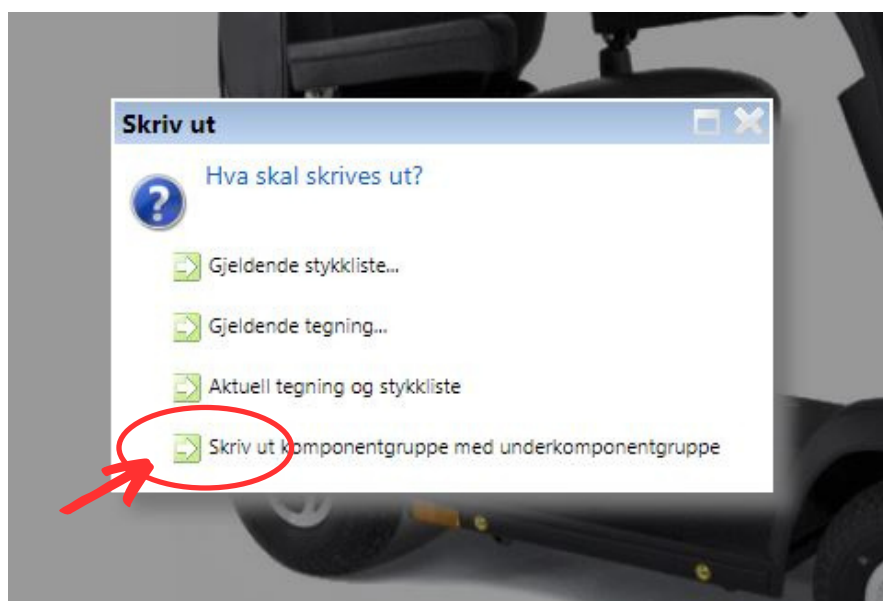 Skriv ut
Hva skal skrives ut?
Gjeldende stykkliste...
Gjeldende tegning...
Aktuell tegning og stykkliste
Skriv ut komponentgruppe med underkomponentgruppe